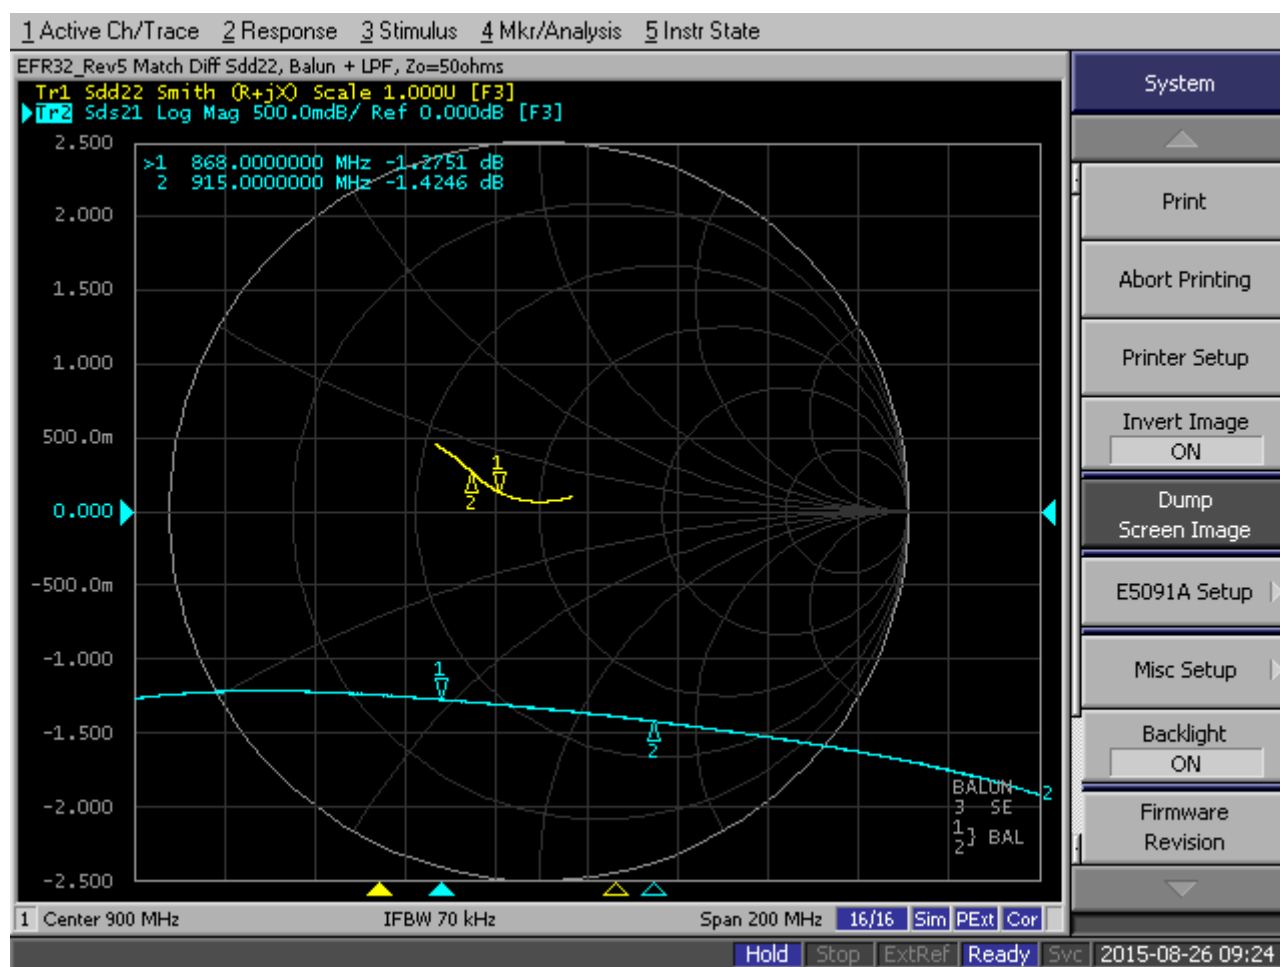 1 Active Ch/Trace 2 Response 3 Stimulus 4 Mkr/Analysis 5 Instr State
EFR32_Rev5 Match Diff Sdd22, Balun + LPF, Zo=50ohms
Tr1 Sdd22 Smith (R+jX) Scale 1.000U [F3]
Tr2 Sds21 Log Mag 500.0mdB/ Ref 0.000dB [F3]
2.500
2.000
1.500
1.000
500.0m
0.000
-500.0m
-1.000
-1.500
-2.000
-2.500
>1 868.0000000 MHz -1.2751 dB
2 915.0000000 MHz -1.4246 dB
1
2
1
2
2
BALUN
3 SE
1
2} BAL
1 Center 900 MHz IFBW 70 kHz Span 200 MHz 16/16 Sim PExt Cor
System
Print
Abort Printing
Printer Setup
Invert Image
ON
Dump
Screen Image
E5091A Setup
Misc Setup
Backlight
ON
Firmware
Revision
Hold Stop ExtRef Ready Svc 2015-08-26 09:24